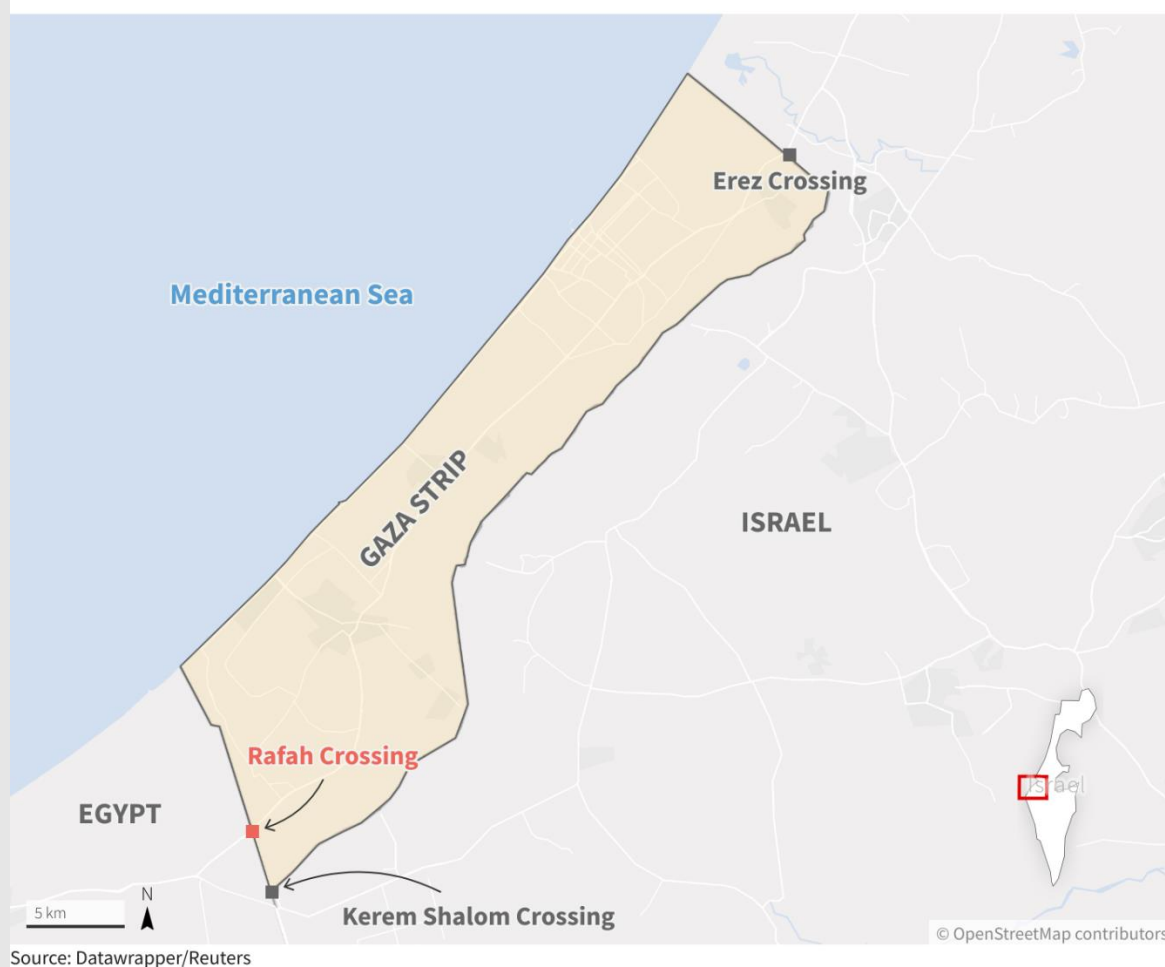 Erez Crossing
Mediterranean Sea
GAZA STRIP
ISRAEL
Rafah Crossing
Israel
EGYPT
N
5 km
Kerem Shalom Crossing
© OpenStreetMap contributors
Source: Datawrapper/Reuters